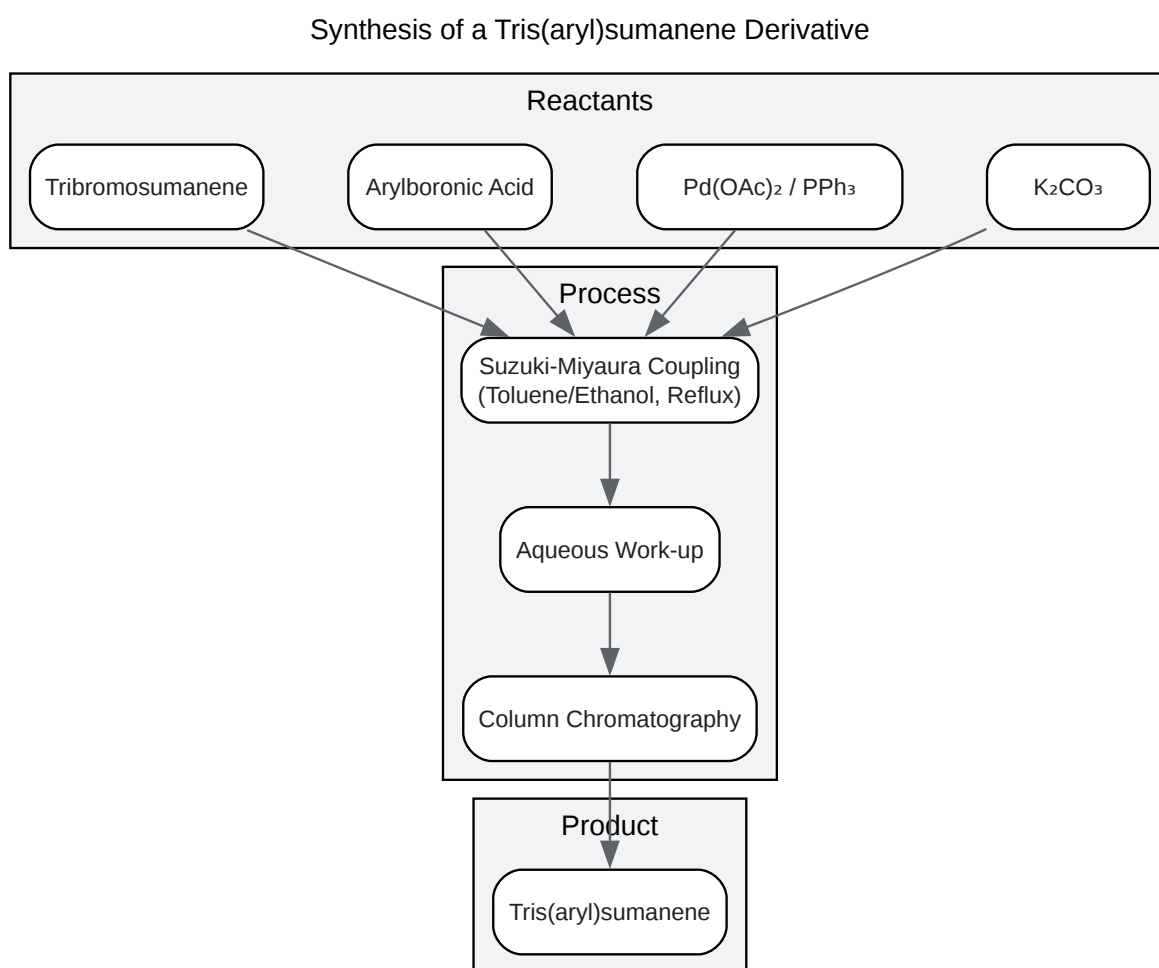 Synthesis of a Tris(aryl)sumanene Derivative
Reactants
Tribromosumanene
Arylboronic Acid
Pd(OAc)₂ / PPh₃
K₂CO₃
Process
Suzuki-Miyaura Coupling
(Toluene/Ethanol, Reflux)
Aqueous Work-up
Column Chromatography
Product
Tris(aryl)sumanene